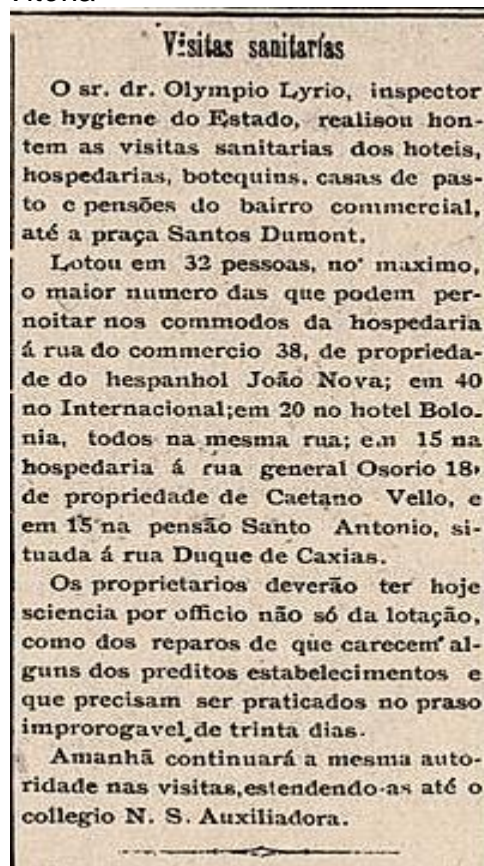 Visitas sanitarias
O sr. dr. Olympio Lyrio, inspector
de hygiene do Estado, realisou hon-
tem as visitas sanitarias dos hoteis,
hospedarias, botequins, casas de pas-
to e pensões do bairro commercial,
até a praça Santos Dumont.
Lotou em 32 pessoas, no maximo,
o maior numero das que podem per-
noitar nos commodos da hospedaria
á rua do commercio 38, de proprieda-
de do hespanhol João Nova; em 40
no Internacional;em 20 no hotel Bolo-
nia, todos na mesma rua; em 15 na
hospedaria á rua general Osorio 18,
de propriedade de Caetano Vello, e
em 15 na pensão Santo Antonio, si-
tuada á rua Duque de Caxias.
Os proprietarios deverão ter hoje
sciencia por officio não só da lotação,
como dos reparos de que carecem al-
guns dos preditos estabelecimentos e
que precisam ser praticados no praso
improrogavel de trinta dias.
Amanhã continuará a mesma auto-
ridade nas visitas,estendendo-as até o
collegio N. S. Auxiliadora.